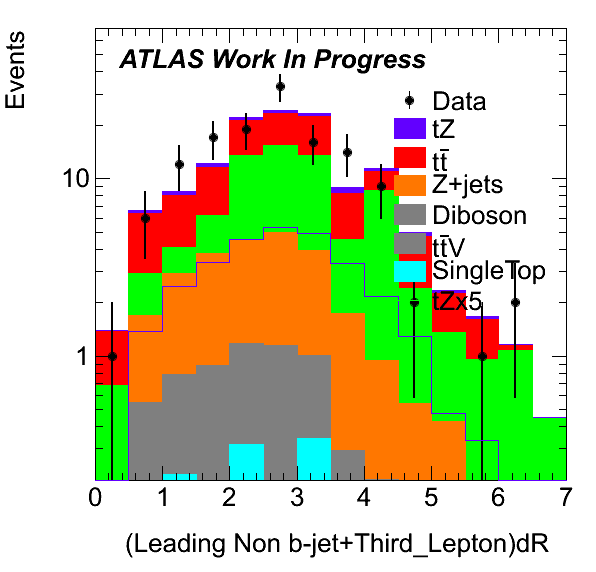 Events
ATLAS Work In Progress
Data
tZ
tt̄
Z+jets
Diboson
tt̄V
SingleTop
tZx5
10
1
0 1 2 3 4 5 6 7
(Leading Non b-jet+Third_Lepton)dR